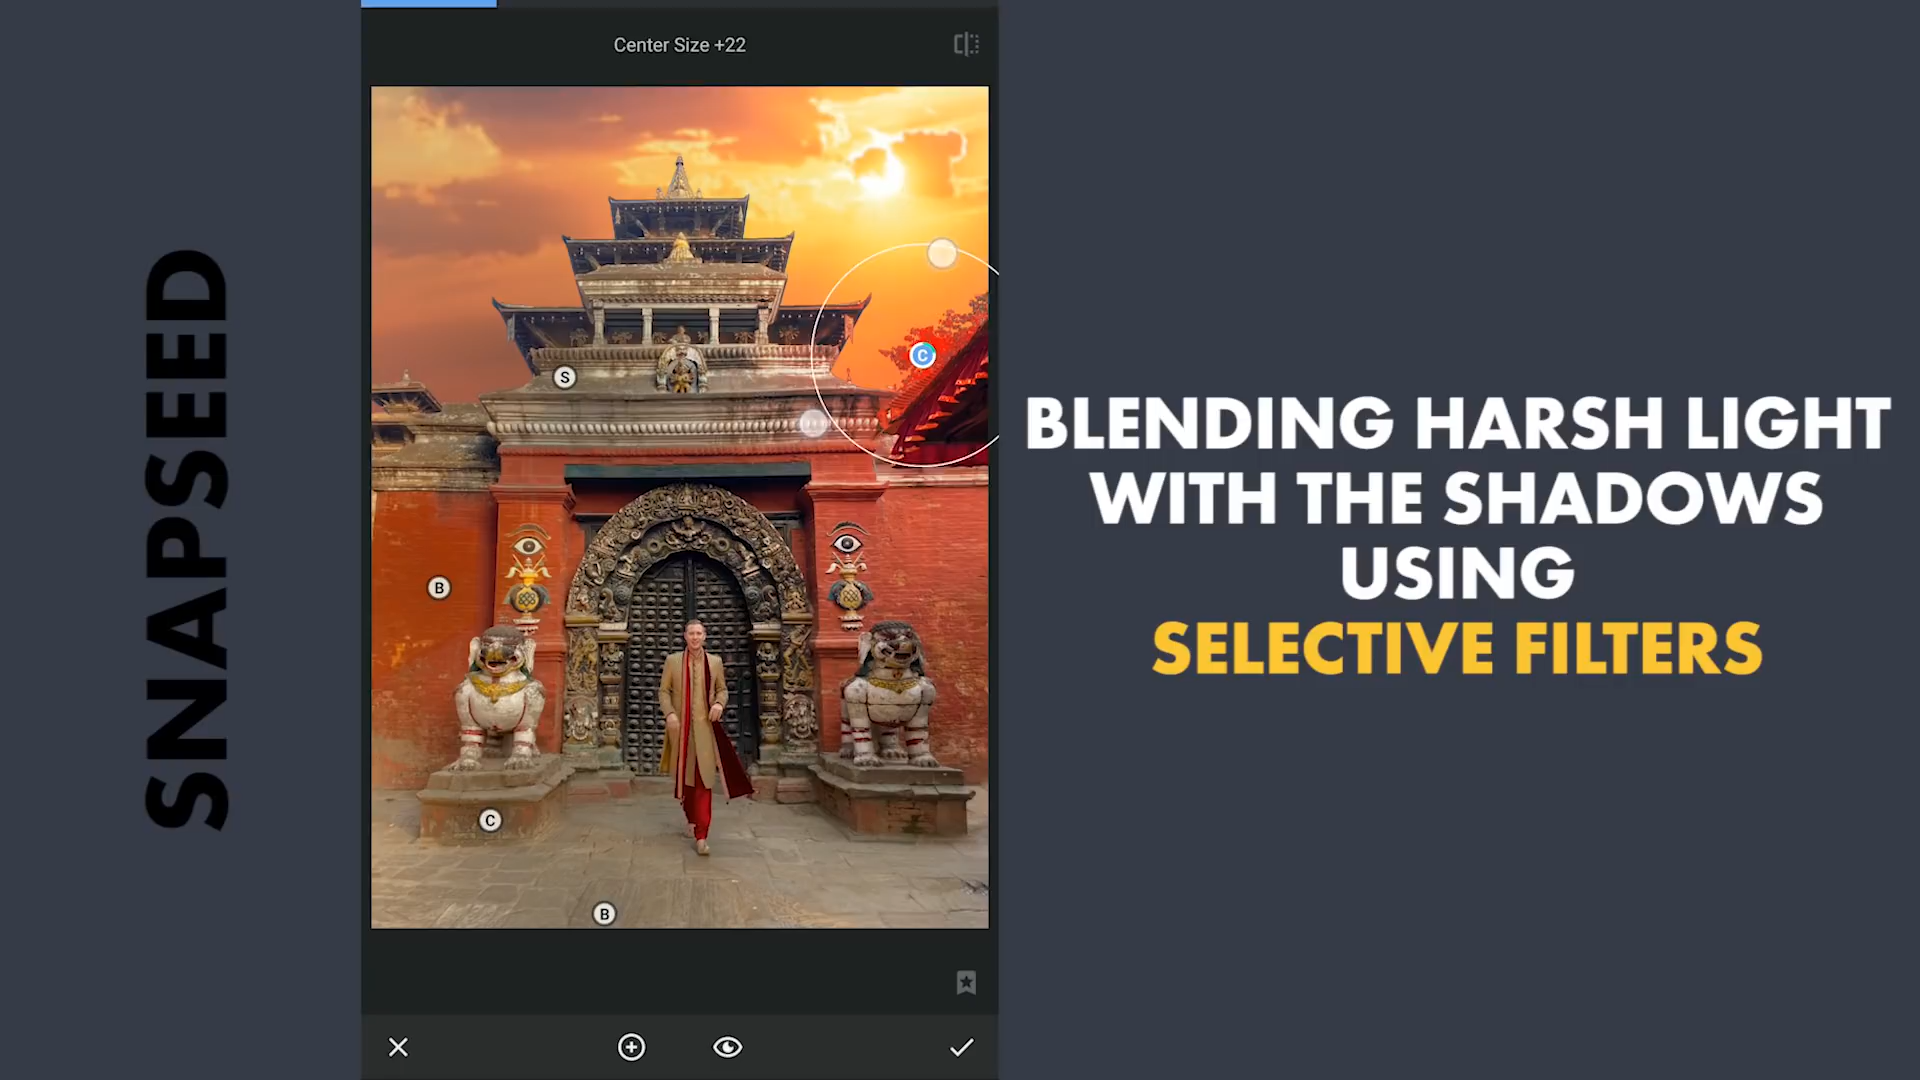 SNAPSEED
Center Size +22
C
S
B
C
B
BLENDING HARSH LIGHT
WITH THE SHADOWS
USING
SELECTIVE FILTERS